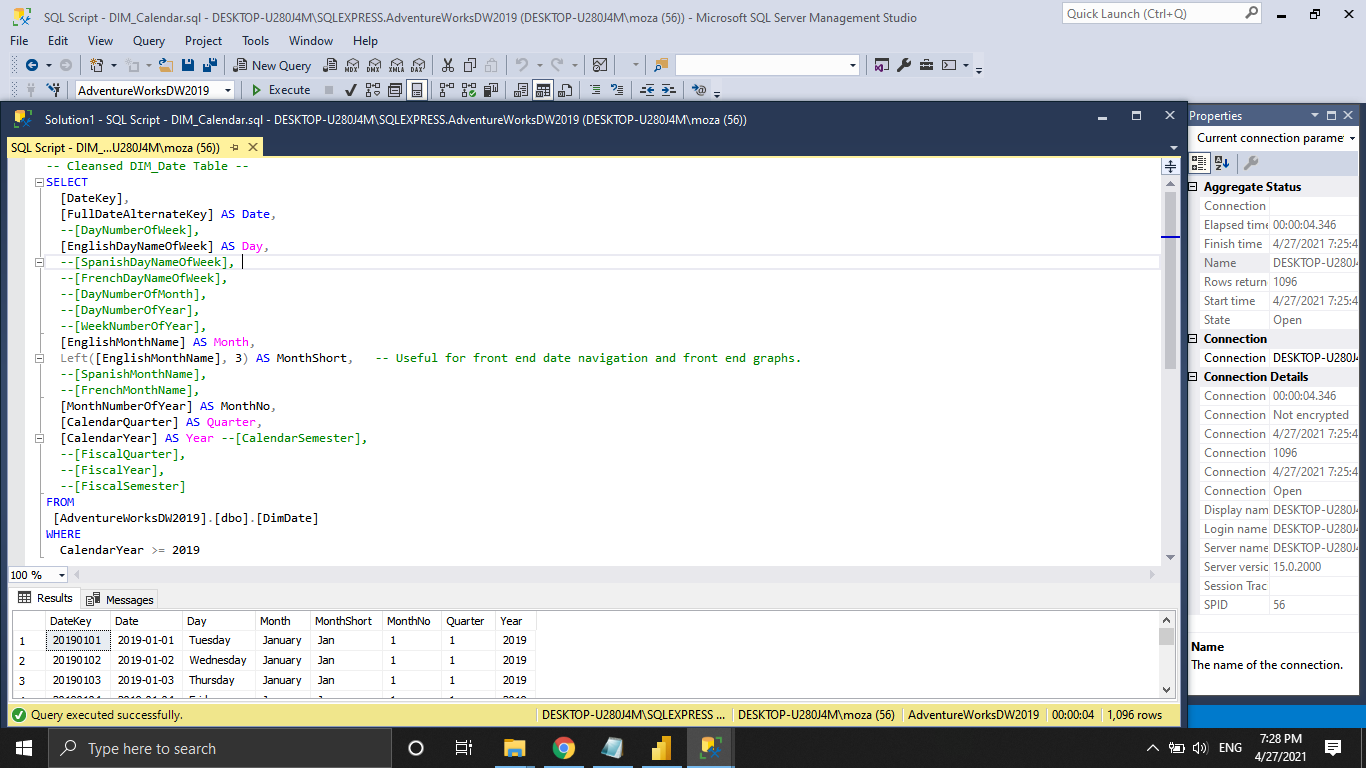 SQL Script - DIM_Calendar.sql - DESKTOP-U280J4M\SQLEXPRESS.AdventureWorksDW2019 (DESKTOP-U280J4M\moza (56)) - Microsoft SQL Server Management Studio
Quick Launch (Ctrl+Q)
File Edit View Query Project Tools Window Help
New Query MDX DMX XMLA DAX
AdventureWorksDW2019 Execute
Solution1 - SQL Script - DIM_Calendar.sql - DESKTOP-U280J4M\SQLEXPRESS.AdventureWorksDW2019 (DESKTOP-U280J4M\moza (56))
SQL Script - DIM_...U280J4M\moza (56))
-- Cleansed DIM_Date Table --
SELECT
[DateKey],
[FullDateAlternateKey] AS Date,
--[DayNumberOfWeek],
[EnglishDayNameOfWeek] AS Day,
--[SpanishDayNameOfWeek],
--[FrenchDayNameOfWeek],
--[DayNumberOfMonth],
--[DayNumberOfYear],
--[WeekNumberOfYear],
[EnglishMonthName] AS Month,
Left([EnglishMonthName], 3) AS MonthShort,   -- Useful for front end date navigation and front end graphs.
--[SpanishMonthName],
--[FrenchMonthName],
[MonthNumberOfYear] AS MonthNo,
[CalendarQuarter] AS Quarter,
[CalendarYear] AS Year --[CalendarSemester],
--[FiscalQuarter],
--[FiscalYear],
--[FiscalSemester]
FROM
[AdventureWorksDW2019].[dbo].[DimDate]
WHERE
CalendarYear >= 2019
100 %
Results Messages
DateKey Date Day Month MonthShort MonthNo Quarter Year
1 20190101 2019-01-01 Tuesday January Jan 1 1 2019
2 20190102 2019-01-02 Wednesday January Jan 1 1 2019
3 20190103 2019-01-03 Thursday January Jan 1 1 2019
Query executed successfully. DESKTOP-U280J4M\SQLEXPRESS ... DESKTOP-U280J4M\moza (56) AdventureWorksDW2019 00:00:04 1,096 rows
Properties
Current connection parame
Aggregate Status
Connection
Elapsed time 00:00:04.346
Finish time 4/27/2021 7:25:4
Name DESKTOP-U280J4
Rows return 1096
Start time 4/27/2021 7:25:4
State Open
Connection
Connection DESKTOP-U280J4
Connection Details
Connection 00:00:04.346
Connection Not encrypted
Connection 4/27/2021 7:25:4
Connection 1096
Connection 4/27/2021 7:25:4
Connection Open
Display nam DESKTOP-U280J4
Login name DESKTOP-U280J4
Server name DESKTOP-U280J4
Server versic 15.0.2000
Session Trac
SPID 56
Name
The name of the connection.
Type here to search
ENG
7:28 PM
4/27/2021